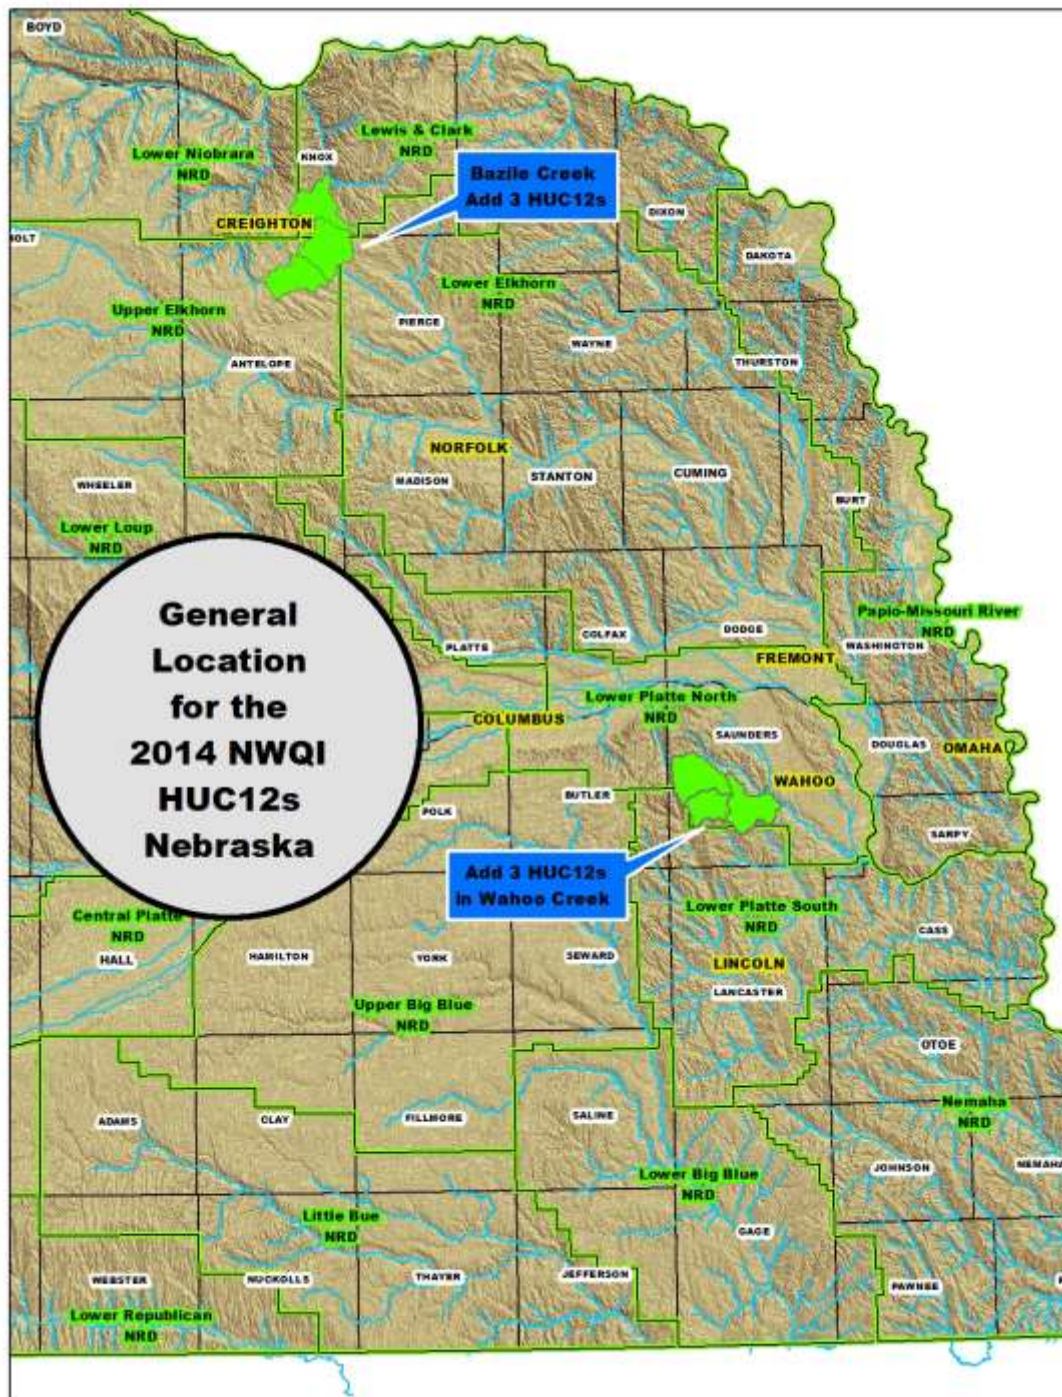 BOYD
Lewis & Clark
NRD
Lower Niobrara
NRD
KNOX
Bazile Creek
Add 3 HUC12s
DIXON
CREIGHTON
HOLT
DAKOTA
Lower Elkhorn
NRD
Upper Elkhorn
NRD
PIERCE
WAYNE
ANTELOPE
THURSTON
NORFOLK
MADISON
STANTON
CUMING
WHEELER
BURT
Lower Loup
NRD
General
Location
for the
2014 NWQI
HUC12s
Nebraska
Papio-Missouri River
NRD
PLATTS
COLFAX
DODGE
WASHINGTON
FREMONT
Lower Platte North
NRD
COLUMBUS
SAUNDERS
DOUGLAS
OMAHA
WAHOO
BUTLER
POLK
SARPY
Add 3 HUC12s
in Wahoo Creek
Lower Platte South
NRD
Central Platte
NRD
CASS
HALL
HAMILTON
YORK
SEWARD
LINCOLN
LANCASTER
Upper Big Blue
NRD
OTOE
Nemaha
NRD
ADAMS
CLAY
FILLMORE
SALINE
JOHNSON
NEMAHA
Lower Big Blue
NRD
Little Bue
NRD
GAGE
WEBSTER
NUCKOLLS
THAYER
JEFFERSON
PAWNEE
Lower Republican
NRD